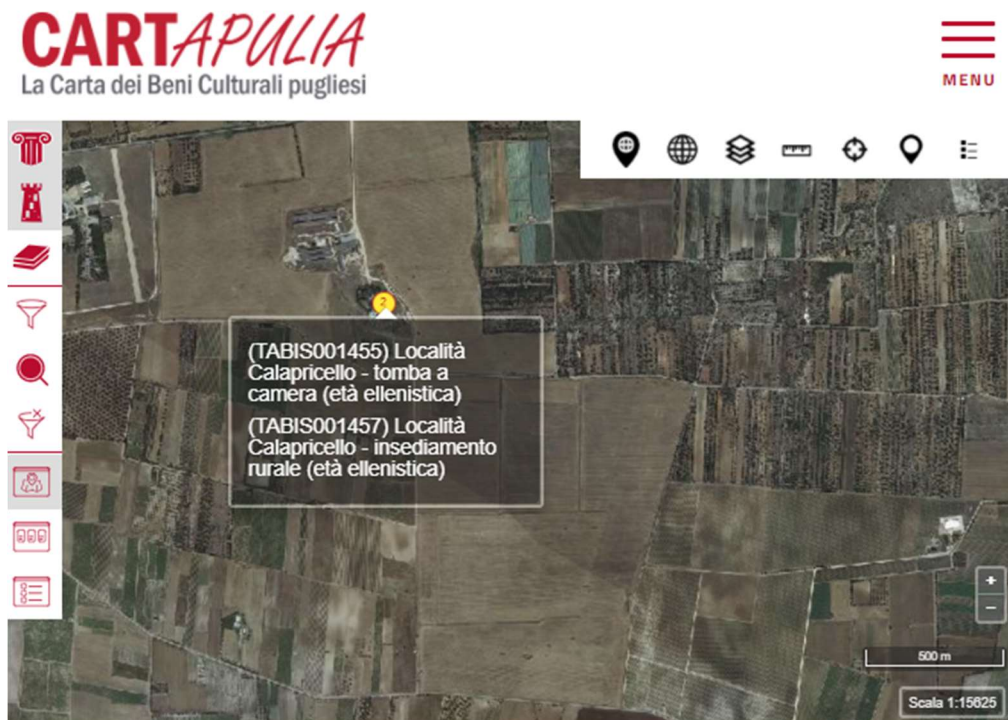 CARTAPULIA
La Carta dei Beni Culturali pugliesi
MENU
2
(TABIS001455) Località
Calapricello - tomba a
camera (età ellenistica)
(TABIS001457) Località
Calapricello - insediamento
rurale (età ellenistica)
+
−
500 m
Scala 1:15625